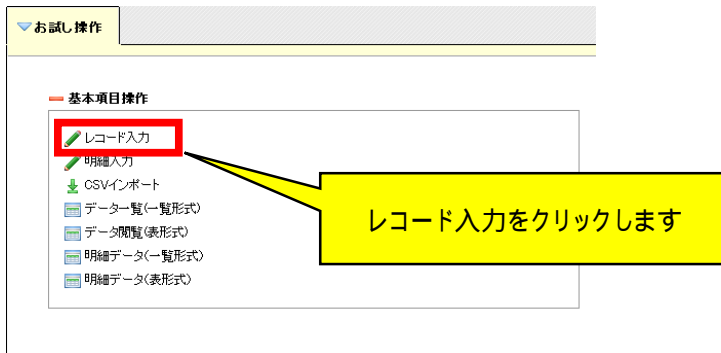 お試し操作
基本項目操作
レコード入力
明細入力
CSVインポート
データ一覧(一覧形式)
データ閲覧(表形式)
明細データ(一覧形式)
明細データ(表形式)
レコード入力をクリックします